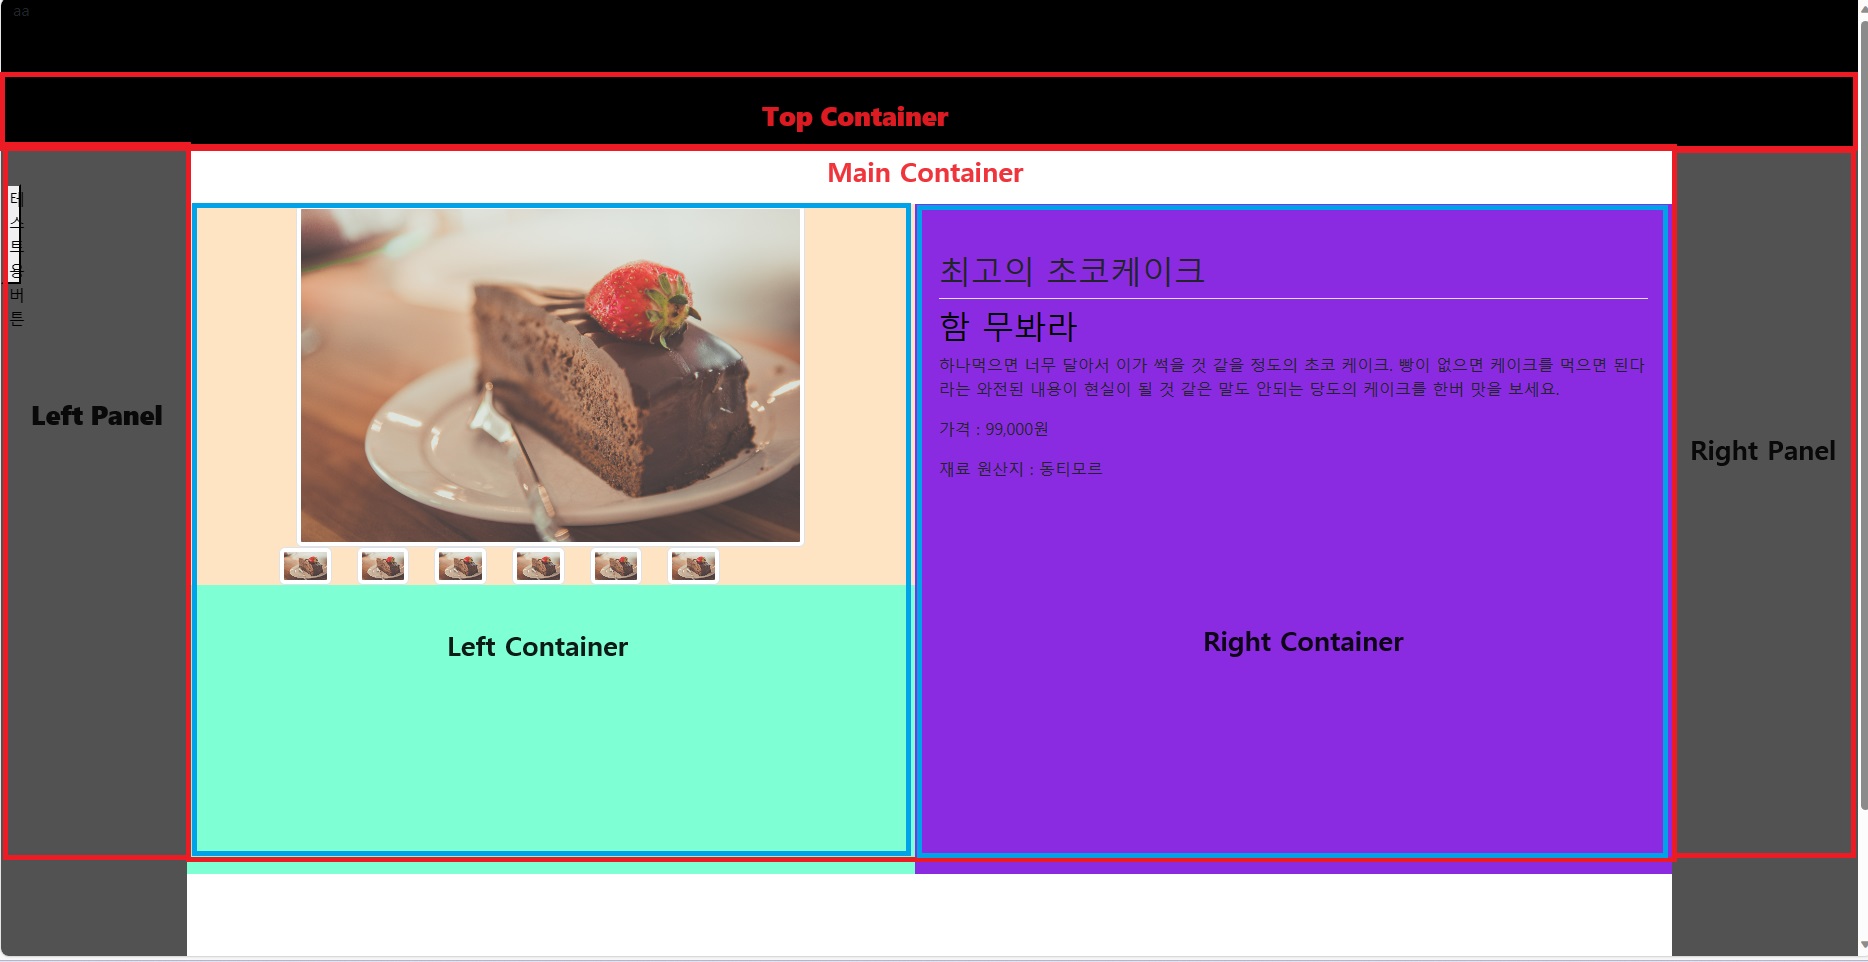 aa
Top Container
Main Container
테
스
트
용
버
튼
최고의 초코케이크
함 무봐라
하나먹으면 너무 달아서 이가 썩을 것 같을 정도의 초코 케이크. 빵이 없으면 케이크를 먹으면 된다
라는 와전된 내용이 현실이 될 것 같은 말도 안되는 당도의 케이크를 한버 맛을 보세요.
가격 : 99,000원
재료 원산지 : 동티모르
Left Panel
Right Panel
Left Container
Right Container